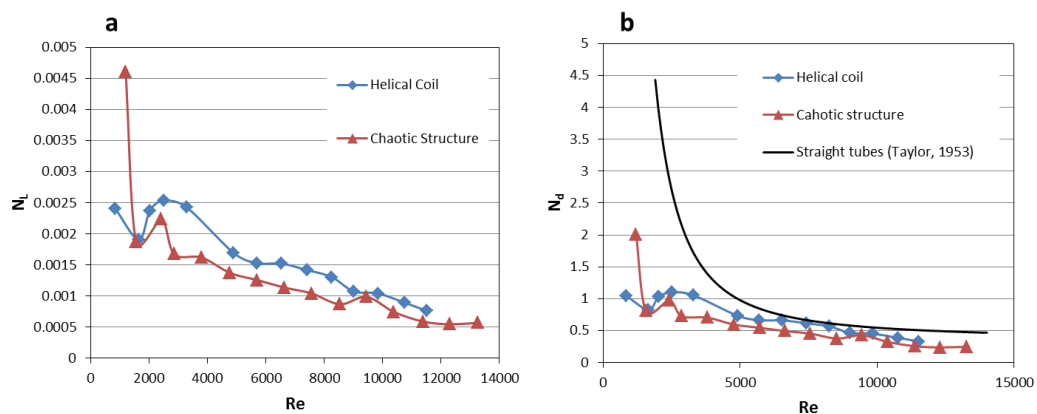 a
0.005
0.0045
0.004
0.0035
0.003
0.0025
0.002
0.0015
0.001
0.0005
0
N_L
0 2000 4000 6000 8000 10000 12000 14000
Re
Helical Coil
Chaotic Structure
b
5
4.5
4
3.5
3
2.5
2
1.5
1
0.5
0
N_d
0 5000 10000 15000
Re
Helical coil
Cahotic structure
Straight tubes (Taylor, 1953)